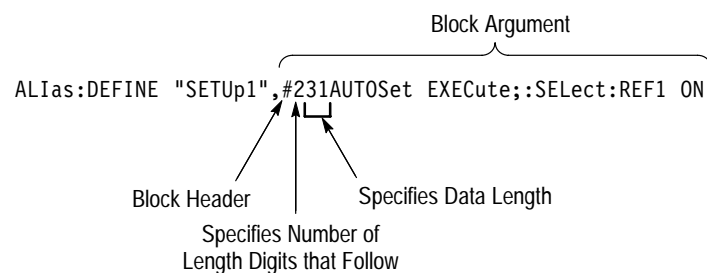 Block Argument
ALIas:DEFINE "SETUp1",#231AUTOSet EXECute;:SELect:REF1 ON
Block Header
Specifies Data Length
Specifies Number of
Length Digits that Follow